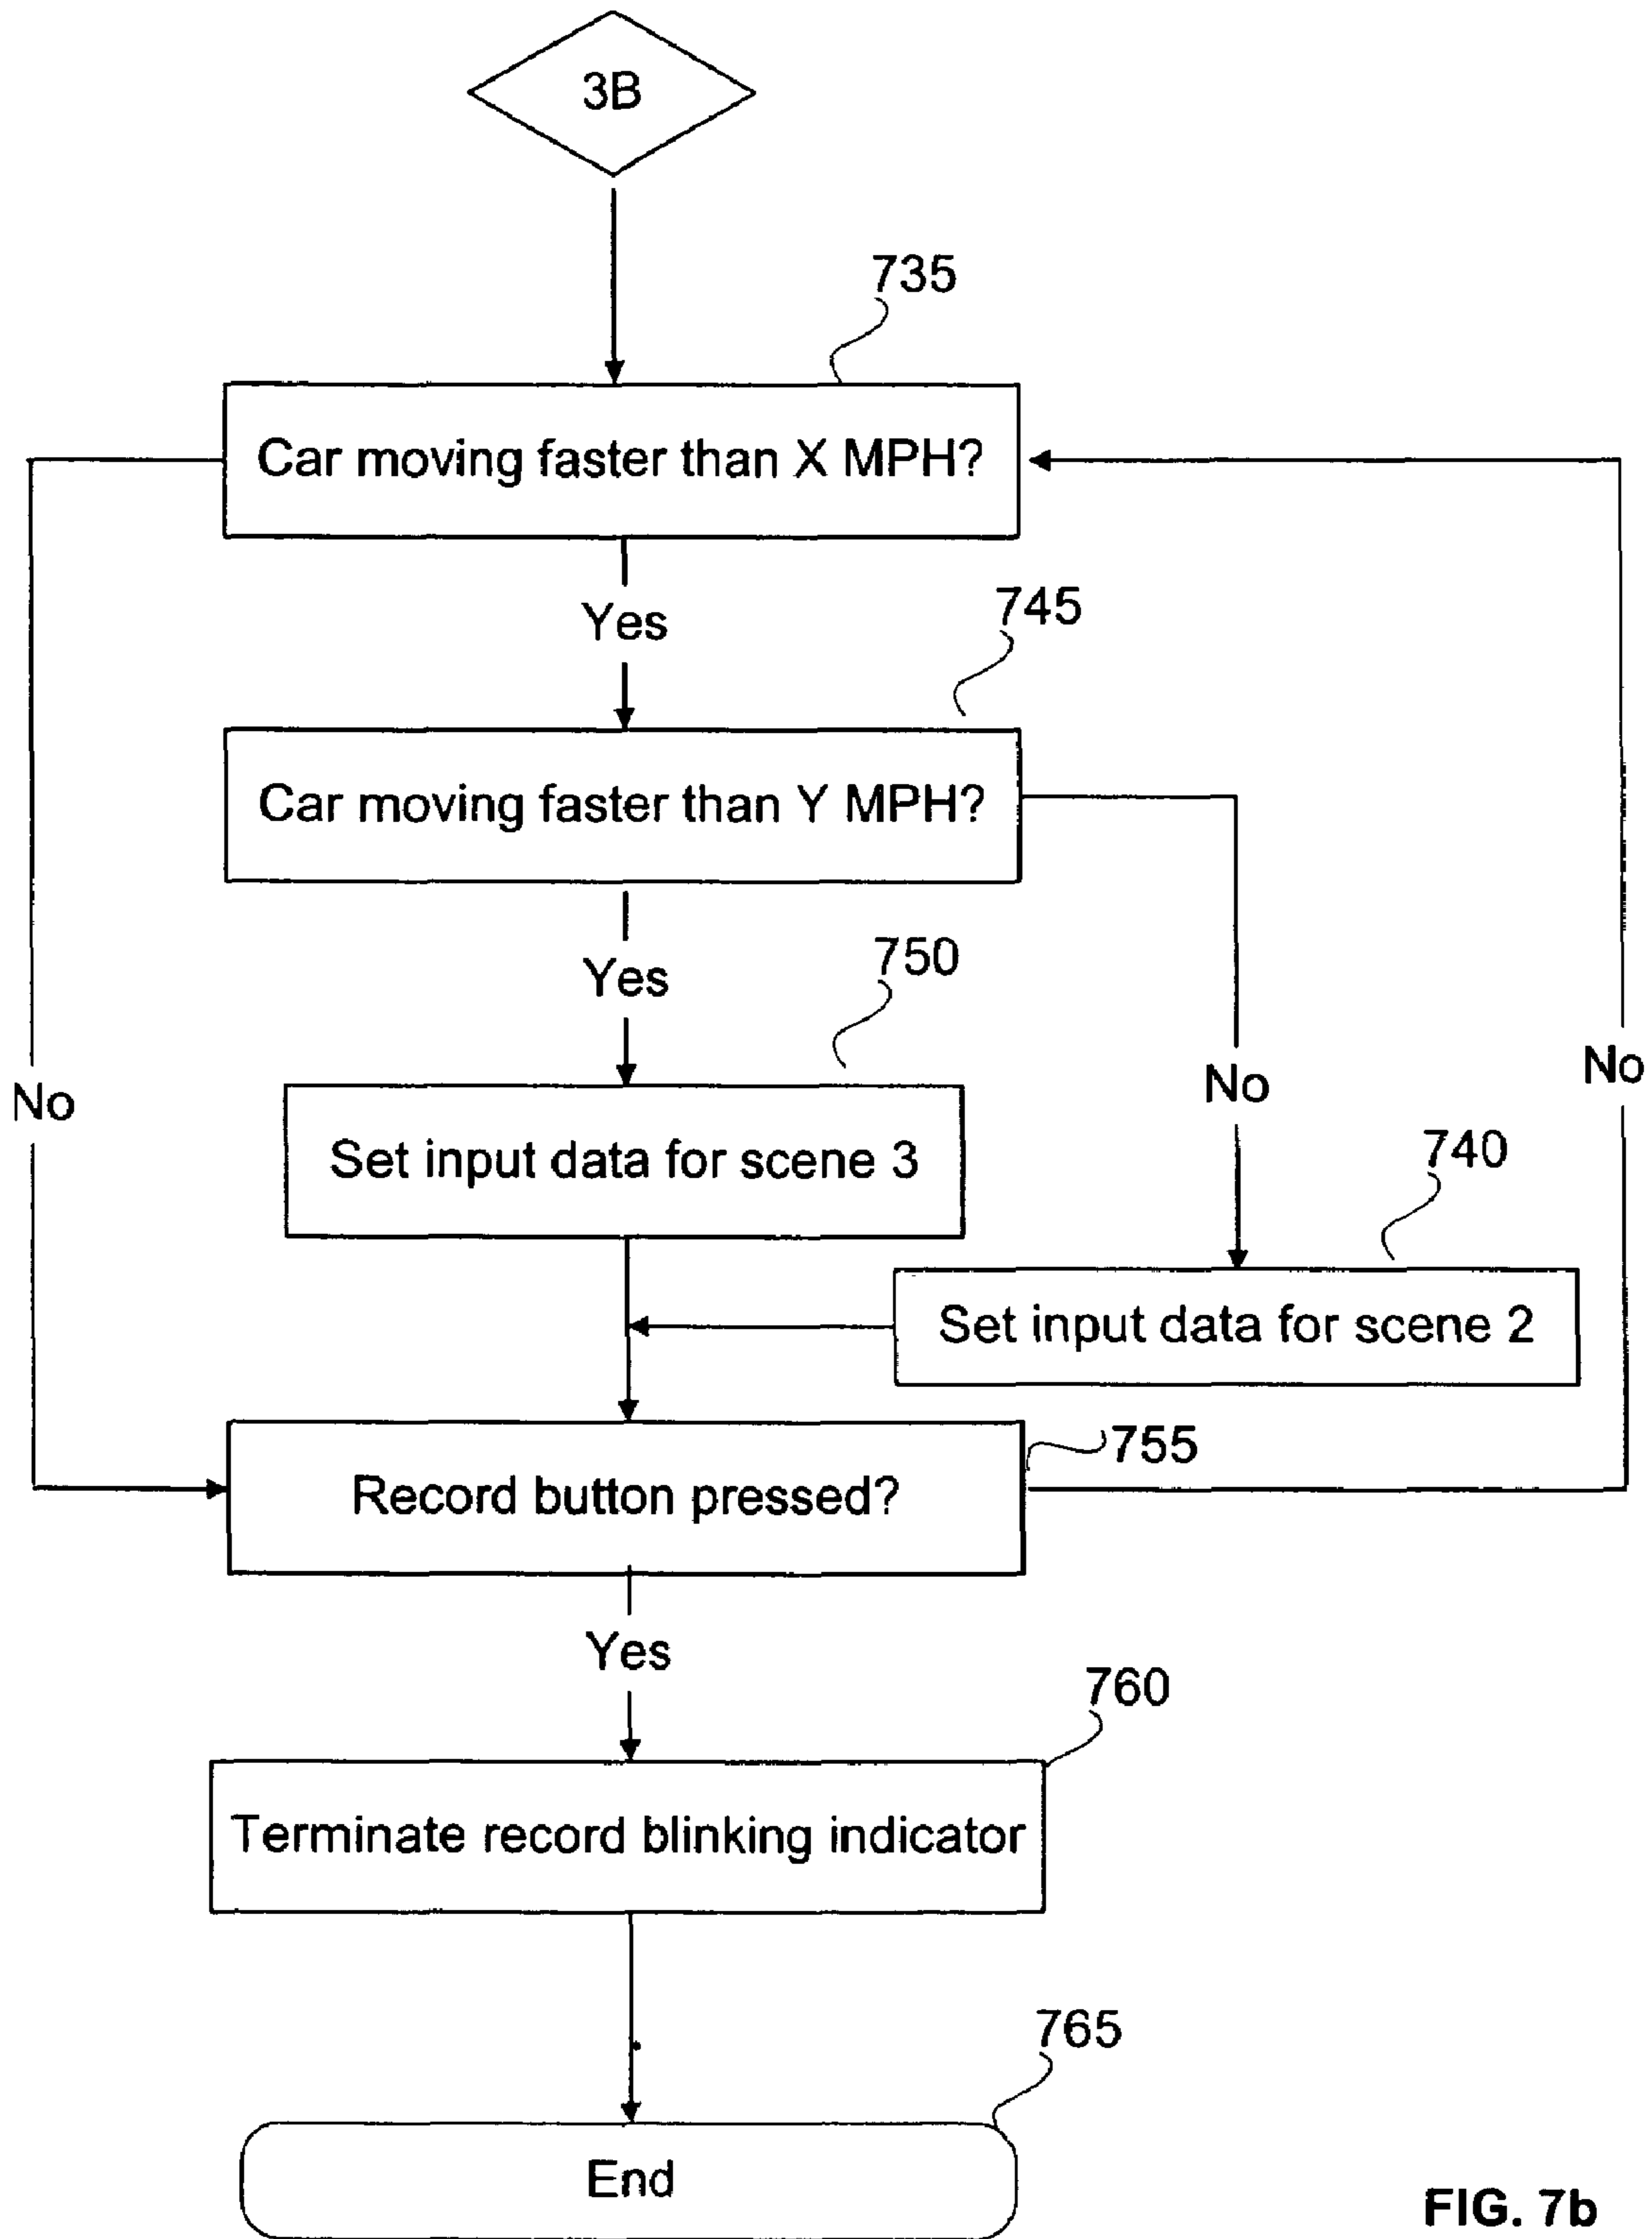 3B
735
Car moving faster than X MPH?
Yes
745
Car moving faster than Y MPH?
Yes
750
No
No
No
Set input data for scene 3
740
Set input data for scene 2
755
Record button pressed?
Yes
760
Terminate record blinking indicator
765
End
FIG. 7b